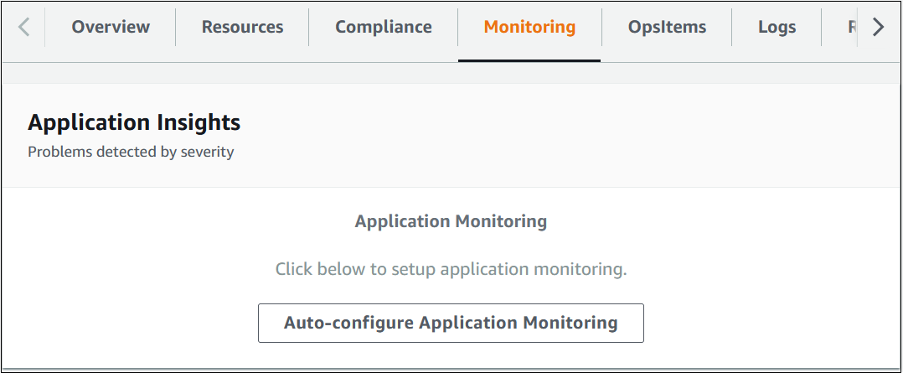 Overview Resources Compliance Monitoring OpsItems Logs
Application Insights
Problems detected by severity
Application Monitoring
Click below to setup application monitoring.
Auto-configure Application Monitoring